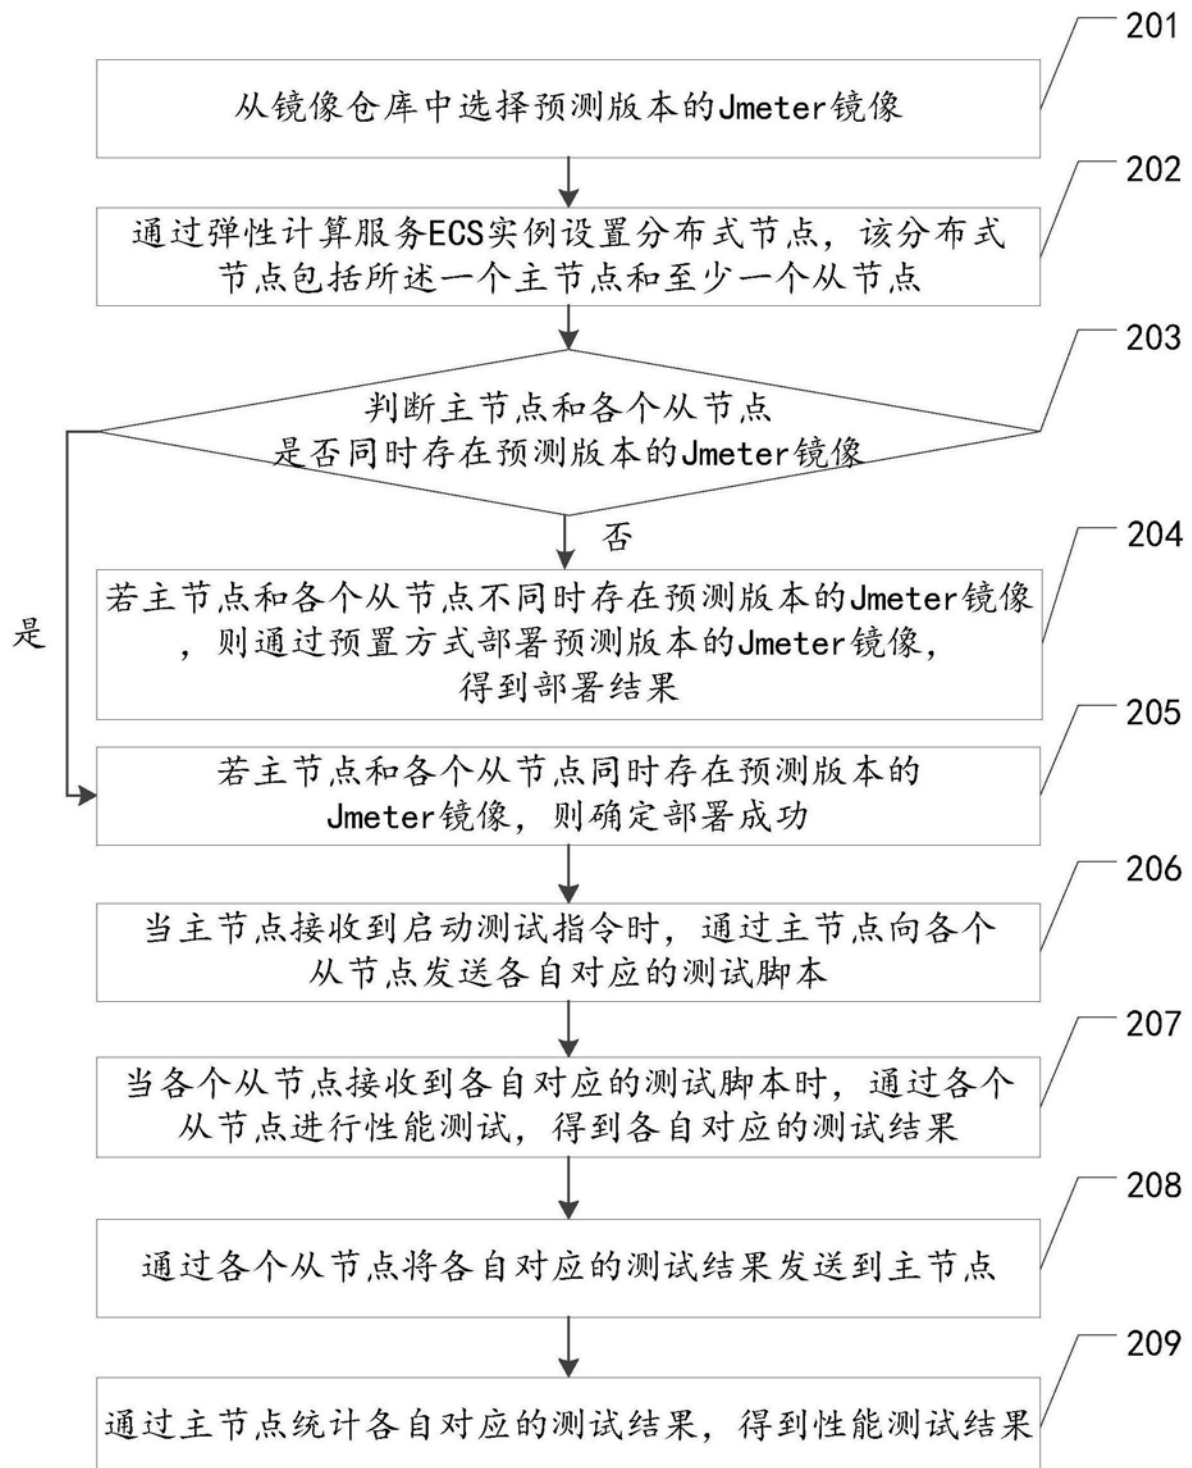 201
从镜像仓库中选择预测版本的Jmeter镜像
202
通过弹性计算服务ECS实例设置分布式节点，该分布式
节点包括所述一个主节点和至少一个从节点
203
判断主节点和各个从节点
是否同时存在预测版本的Jmeter镜像
否
是
204
若主节点和各个从节点不同时存在预测版本的Jmeter镜像
，则通过预置方式部署预测版本的Jmeter镜像，
得到部署结果
205
若主节点和各个从节点同时存在预测版本的
Jmeter镜像，则确定部署成功
206
当主节点接收到启动测试指令时，通过主节点向各个
从节点发送各自对应的测试脚本
207
当各个从节点接收到各自对应的测试脚本时，通过各个
从节点进行性能测试，得到各自对应的测试结果
208
通过各个从节点将各自对应的测试结果发送到主节点
209
通过主节点统计各自对应的测试结果，得到性能测试结果